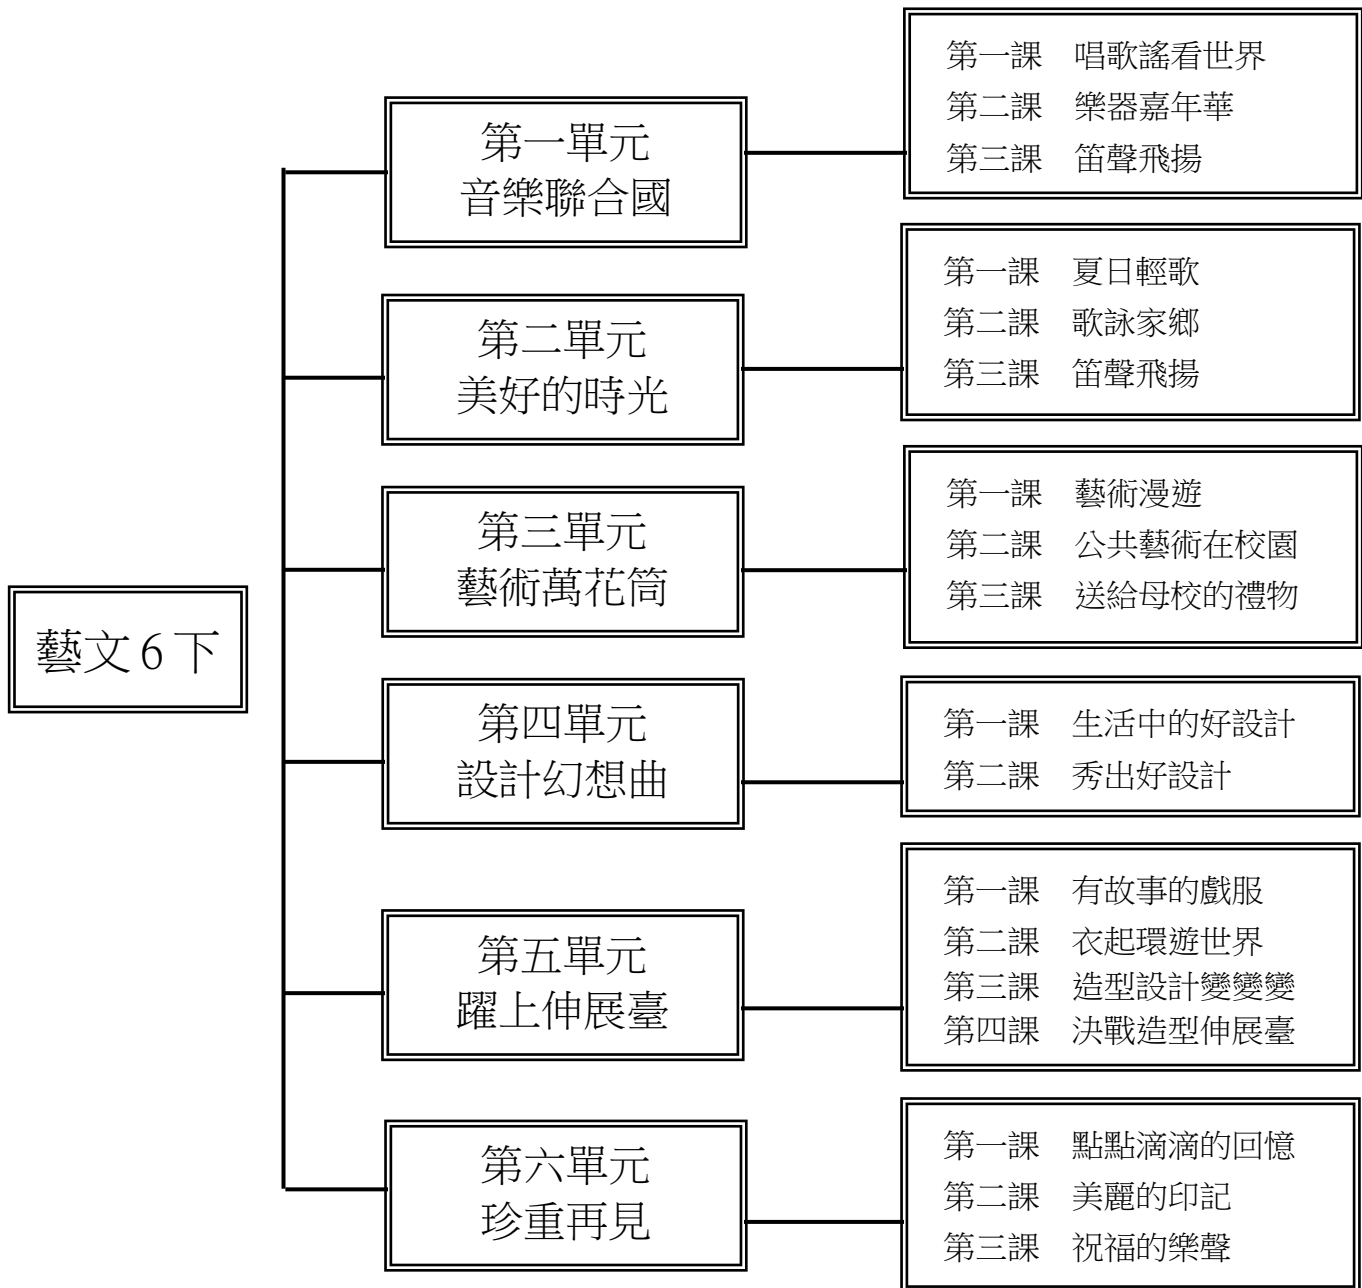 藝文6下
第一單元
音樂聯合國
第一課　唱歌謠看世界
第二課　樂器嘉年華
第三課　笛聲飛揚
第二單元
美好的時光
第一課　夏日輕歌
第二課　歌詠家鄉
第三課　笛聲飛揚
第三單元
藝術萬花筒
第一課　藝術漫遊
第二課　公共藝術在校園
第三課　送給母校的禮物
第四單元
設計幻想曲
第一課　生活中的好設計
第二課　秀出好設計
第五單元
躍上伸展臺
第一課　有故事的戲服
第二課　衣起環遊世界
第三課　造型設計變變變
第四課　決戰造型伸展臺
第六單元
珍重再見
第一課　點點滴滴的回憶
第二課　美麗的印記
第三課　祝福的樂聲